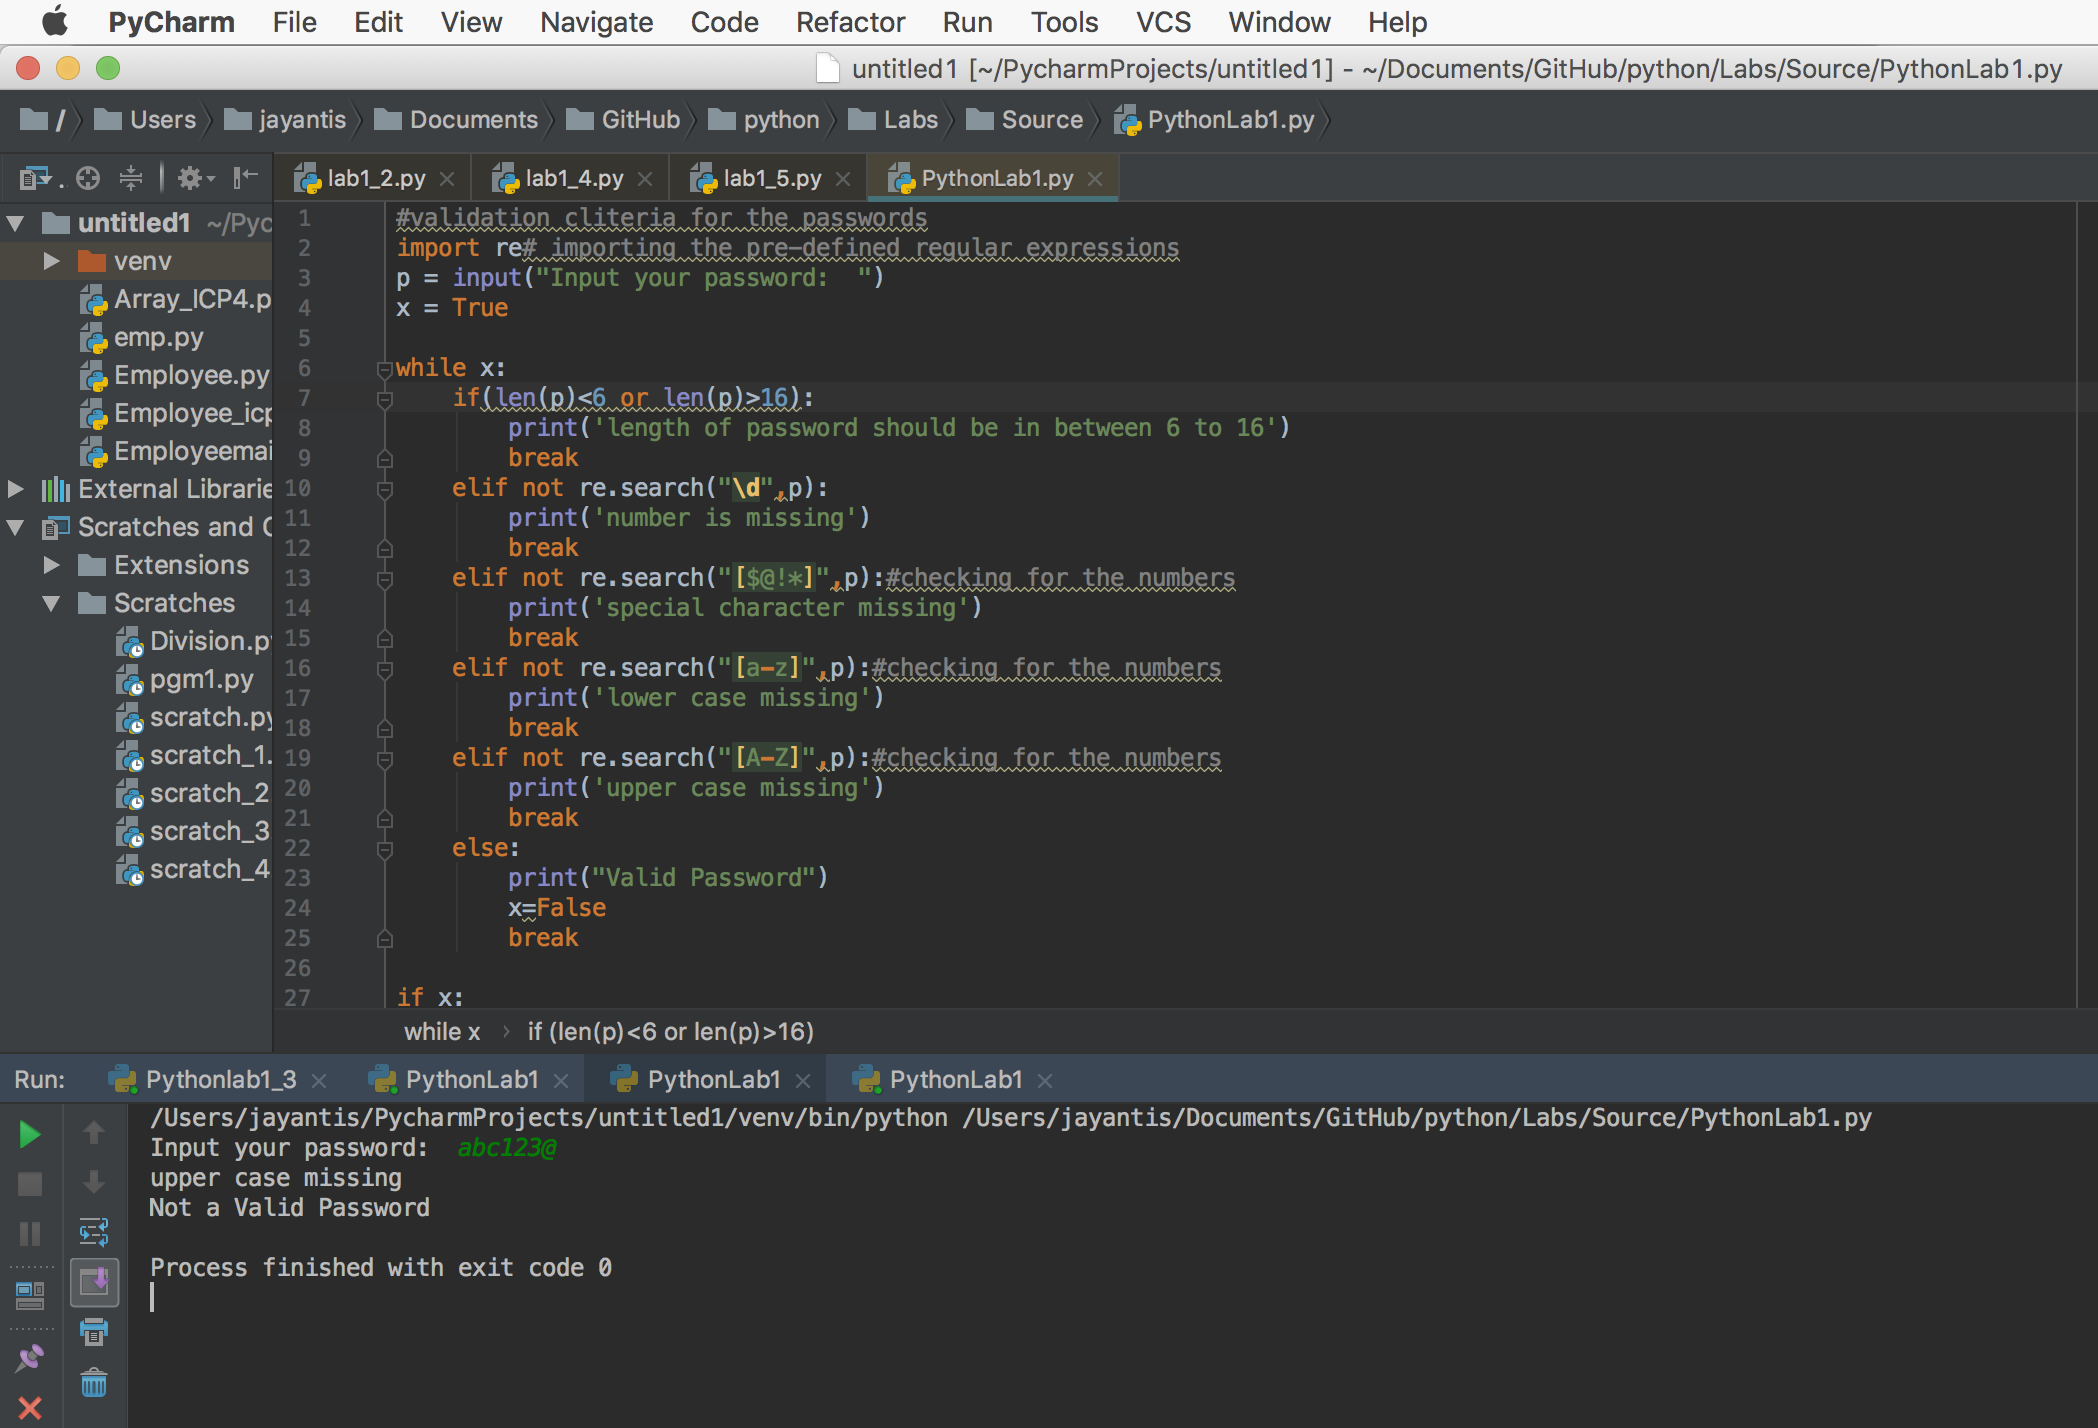 PyCharm File Edit View Navigate Code Refactor Run Tools VCS Window Help
untitled1 [~/PycharmProjects/untitled1] - ~/Documents/GitHub/python/Labs/Source/PythonLab1.py
/ Users jayantis Documents GitHub python Labs Source PythonLab1.py
lab1_2.py lab1_4.py lab1_5.py PythonLab1.py
untitled1 ~/Pyc
venv
Array_ICP4.p
emp.py
Employee.py
Employee_icp
Employeemai
External Librarie
Scratches and C
Extensions
Scratches
Division.py
pgm1.py
scratch.py
scratch_1.
scratch_2
scratch_3
scratch_4
1 #validation cliteria for the passwords
2 import re# importing the pre-defined regular expressions
3 p = input("Input your password:  ")
4 x = True
5
6 while x:
7     if(len(p)<6 or len(p)>16):
8         print('length of password should be in between 6 to 16')
9         break
10     elif not re.search("\d",p):
11         print('number is missing')
12         break
13     elif not re.search("[$@!*]",p):#checking for the numbers
14         print('special character missing')
15         break
16     elif not re.search("[a-z]",p):#checking for the numbers
17         print('lower case missing')
18         break
19     elif not re.search("[A-Z]",p):#checking for the numbers
20         print('upper case missing')
21         break
22     else:
23         print("Valid Password")
24         x=False
25         break
26
27 if x:
while x › if (len(p)<6 or len(p)>16)
Run: Pythonlab1_3 PythonLab1 PythonLab1 PythonLab1
/Users/jayantis/PycharmProjects/untitled1/venv/bin/python /Users/jayantis/Documents/GitHub/python/Labs/Source/PythonLab1.py
Input your password:  abc123@
upper case missing
Not a Valid Password
Process finished with exit code 0